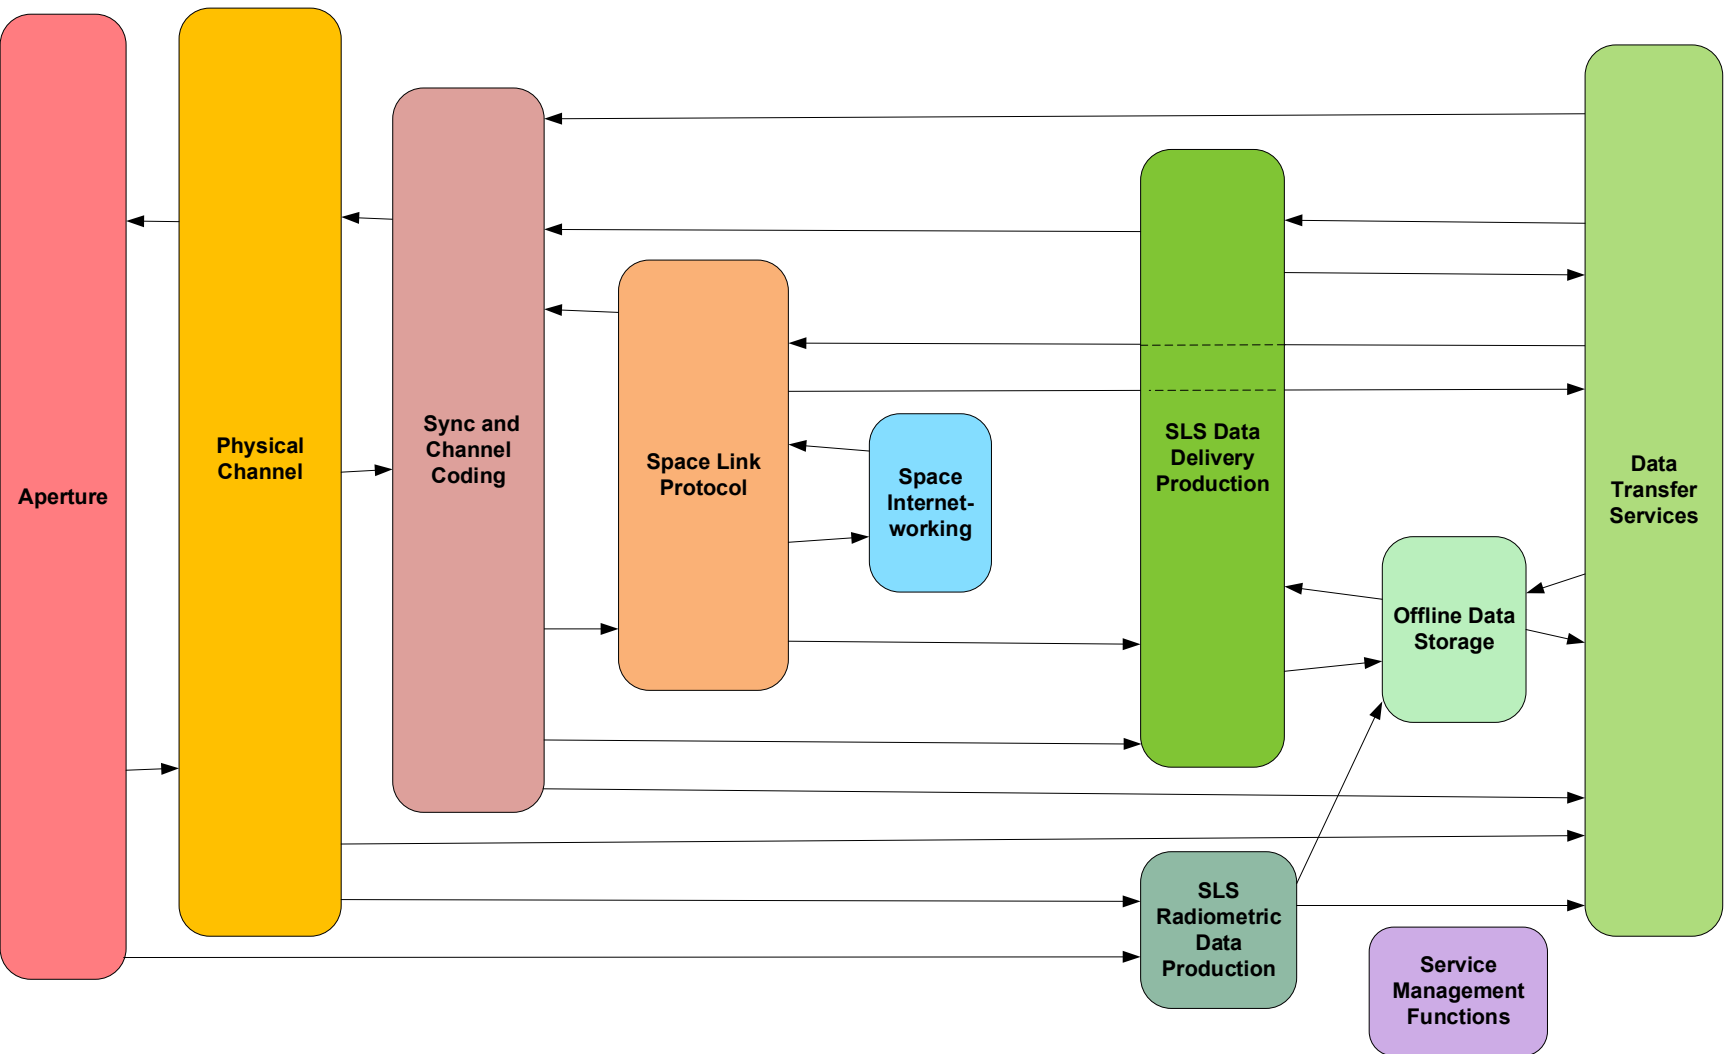 Aperture
Physical
Channel
Sync and
Channel
Coding
Space Link
Protocol
Space
Internet-
working
SLS Data
Delivery
Production
Offline Data
Storage
Data
Transfer
Services
SLS
Radiometric
Data
Production
Service
Management
Functions